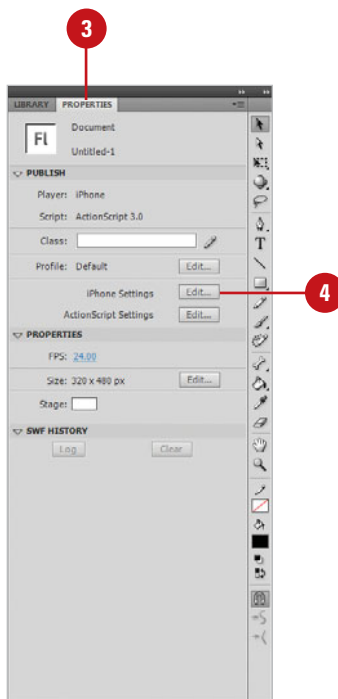 3
LIBRARY PROPERTIES
Fl
Document
Untitled-1
PUBLISH
Player: iPhone
Script: ActionScript 3.0
Class:
Profile: Default Edit...
iPhone Settings Edit... 4
ActionScript Settings Edit...
PROPERTIES
FPS: 24.00
Size: 320 x 480 px Edit...
Stage:
SWF HISTORY
Log Clear
T